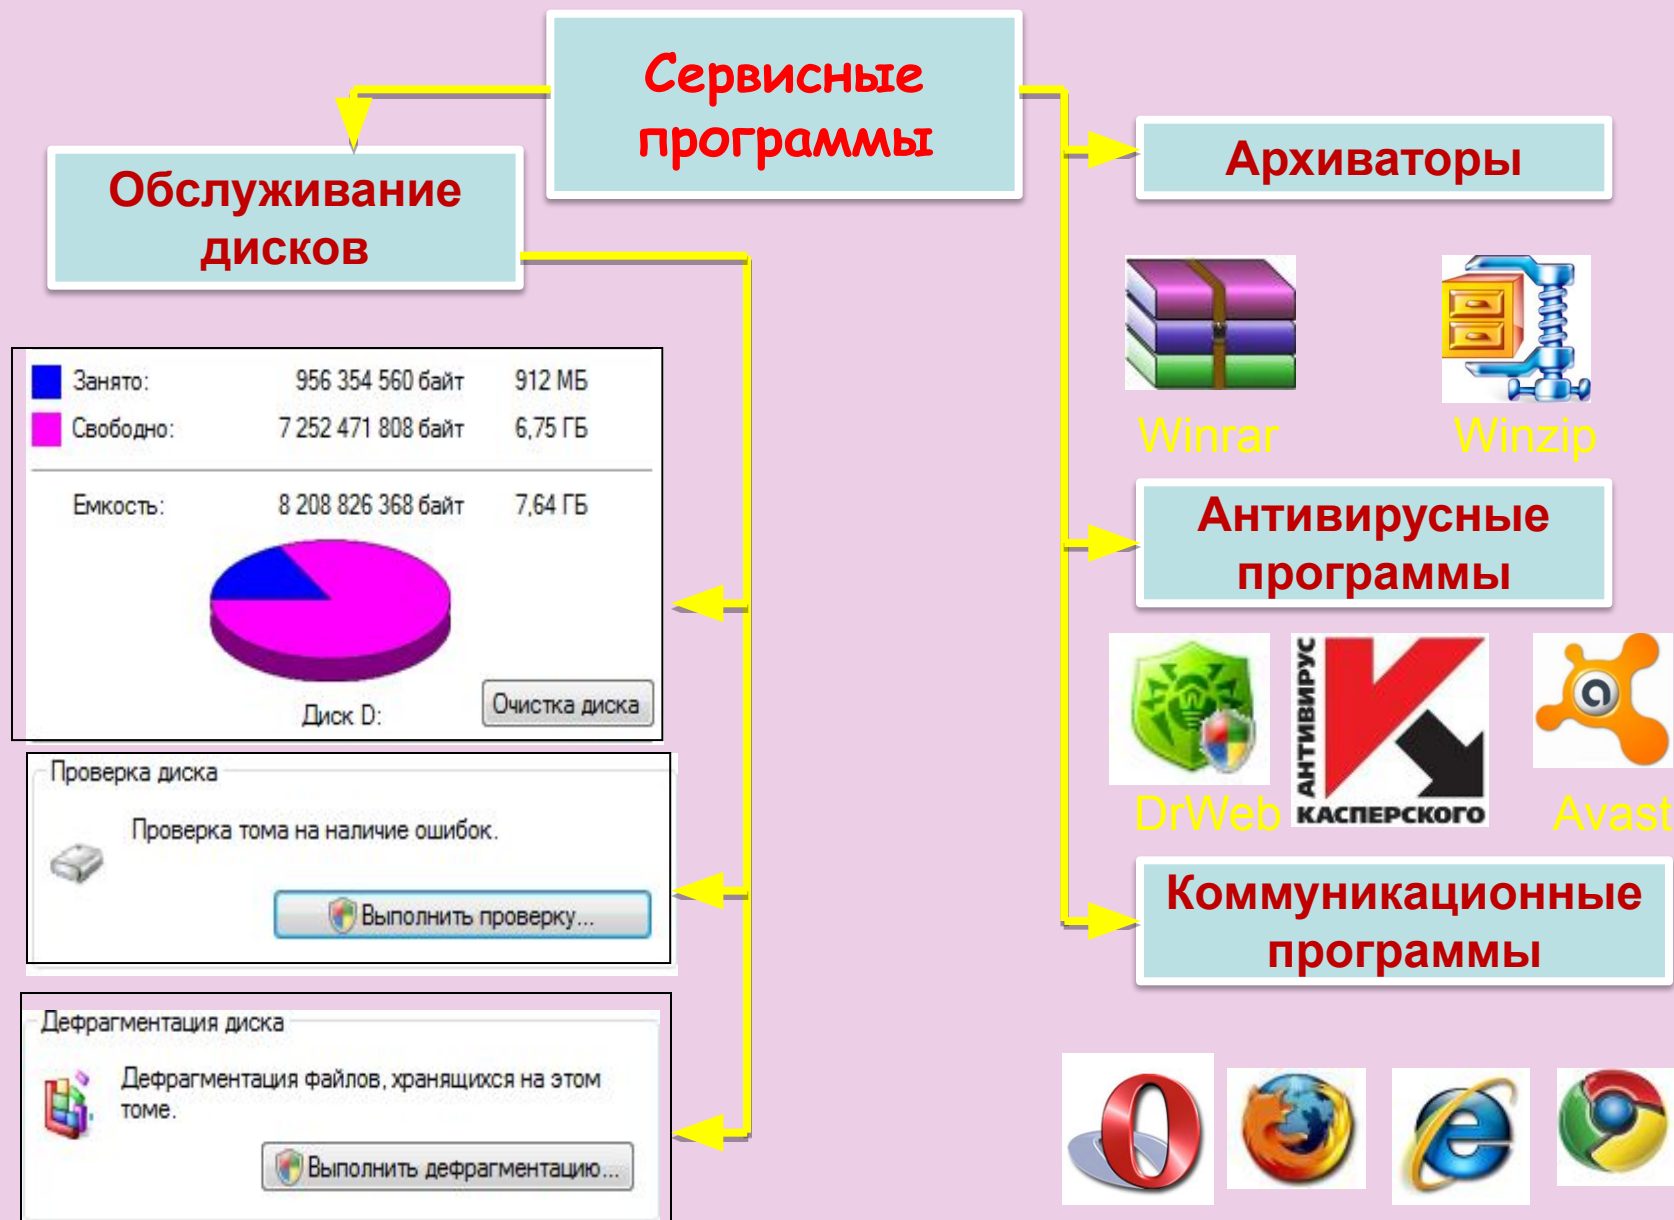 Сервисные
программы
Обслуживание
дисков
Занято: 956 354 560 байт 912 МБ
Свободно: 7 252 471 808 байт 6,75 ГБ
Емкость: 8 208 826 368 байт 7,64 ГБ
Диск D:
Очистка диска
Проверка диска
Проверка тома на наличие ошибок.
Выполнить проверку...
Дефрагментация диска
Дефрагментация файлов, хранящихся на этом
томе.
Выполнить дефрагментацию...
Архиваторы
Winrar Winzip
Антивирусные
программы
АНТИВИРУС
КАСПЕРСКОГО
DrWeb
Avast
Коммуникационные
программы